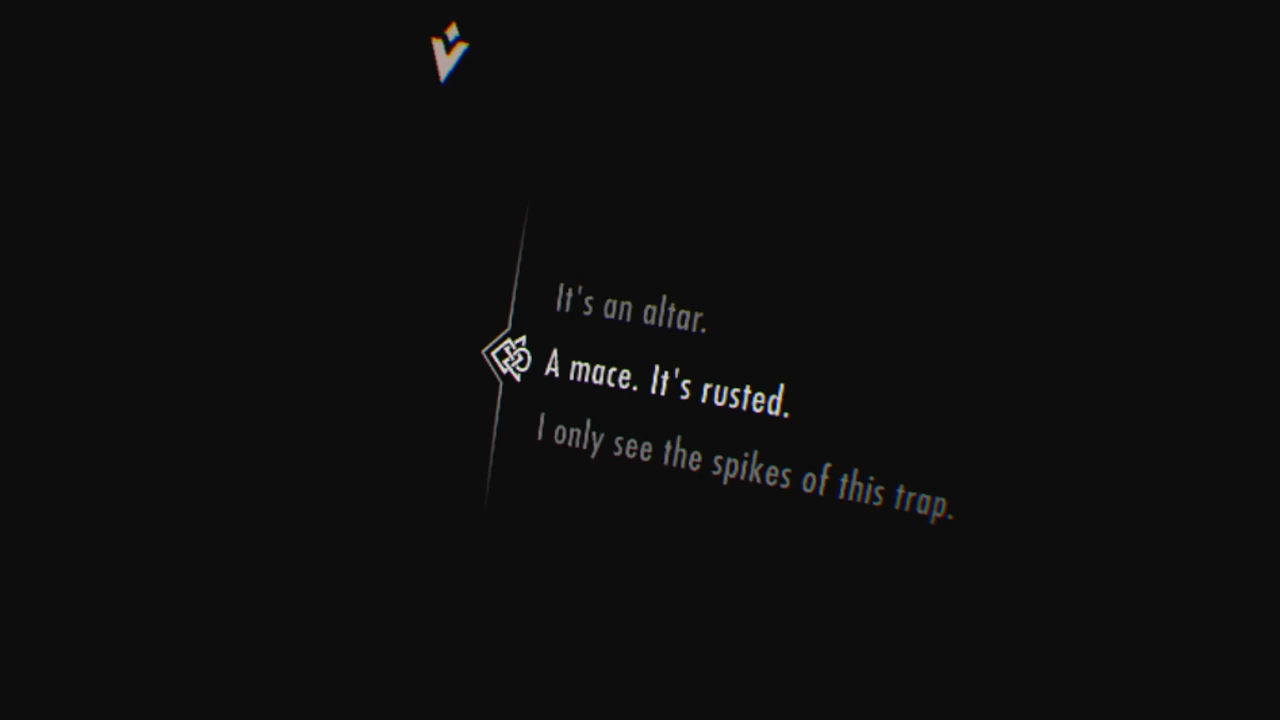 It's an altar.
A mace. It's rusted.
I only see the spikes of this trap.